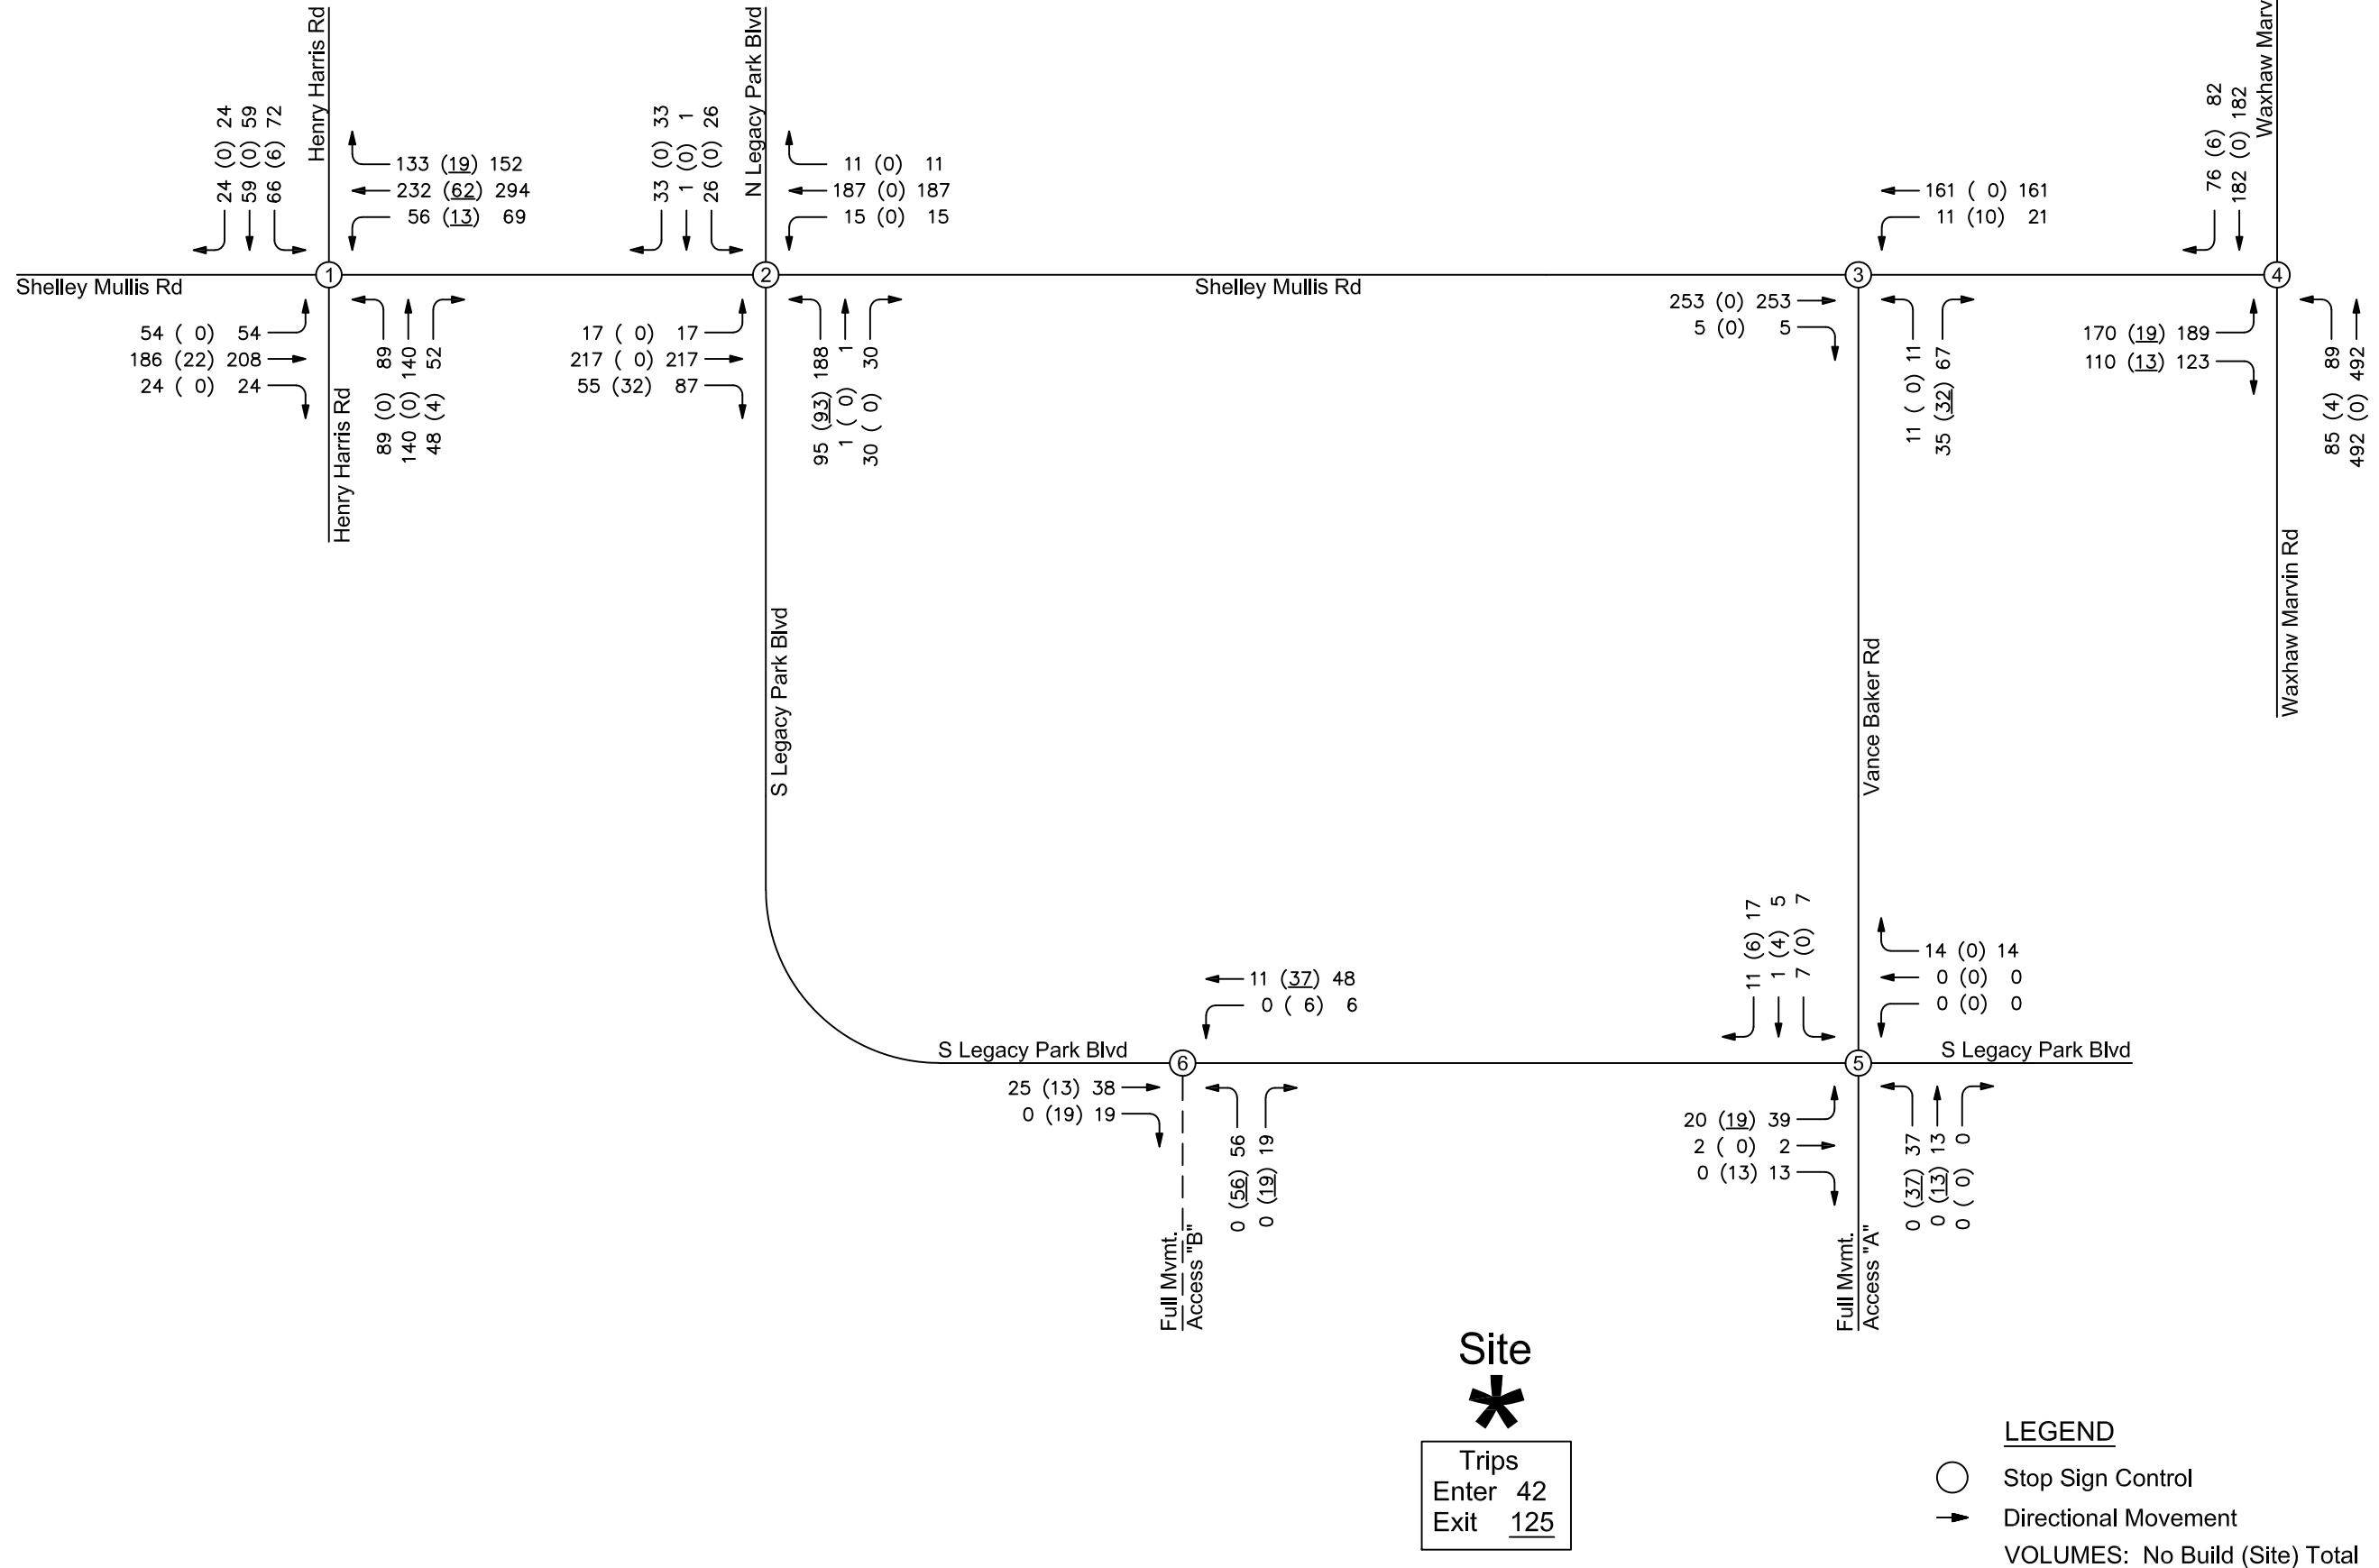 Henry Harris Rd
N Legacy Park Blvd
Waxhaw Marv
24 (0) 24
59 (0) 59
66 (6) 72
133 (19) 152
232 (62) 294
56 (13) 69
33 (0) 33
1 (0) 1
26 (0) 26
11 (0) 11
187 (0) 187
15 (0) 15
161 ( 0) 161
11 (10) 21
76 (6) 82
182 (0) 182
1
2
3
4
Shelley Mullis Rd
Shelley Mullis Rd
54 ( 0) 54
186 (22) 208
24 ( 0) 24
89 (0) 89
140 (0) 140
48 (4) 52
17 ( 0) 17
217 ( 0) 217
55 (32) 87
95 (93) 188
1 ( 0) 1
30 ( 0) 30
253 (0) 253
5 (0) 5
11 ( 0) 11
35 (32) 67
170 (19) 189
110 (13) 123
85 (4) 89
492 (0) 492
Henry Harris Rd
S Legacy Park Blvd
Vance Baker Rd
Waxhaw Marvin Rd
11 (37) 48
0 ( 6) 6
11 (6) 17
1 (4) 5
7 (0) 7
14 (0) 14
0 (0) 0
0 (0) 0
S Legacy Park Blvd
6
5
S Legacy Park Blvd
25 (13) 38
0 (19) 19
0 (56) 56
0 (19) 19
20 (19) 39
2 ( 0) 2
0 (13) 13
0 (37) 37
0 (13) 13
0 ( 0) 0
Full Mvmt.
Access "B"
Full Mvmt.
Access "A"
Site
Trips
Enter 42
Exit 125
LEGEND
Stop Sign Control
Directional Movement
VOLUMES: No Build (Site) Total